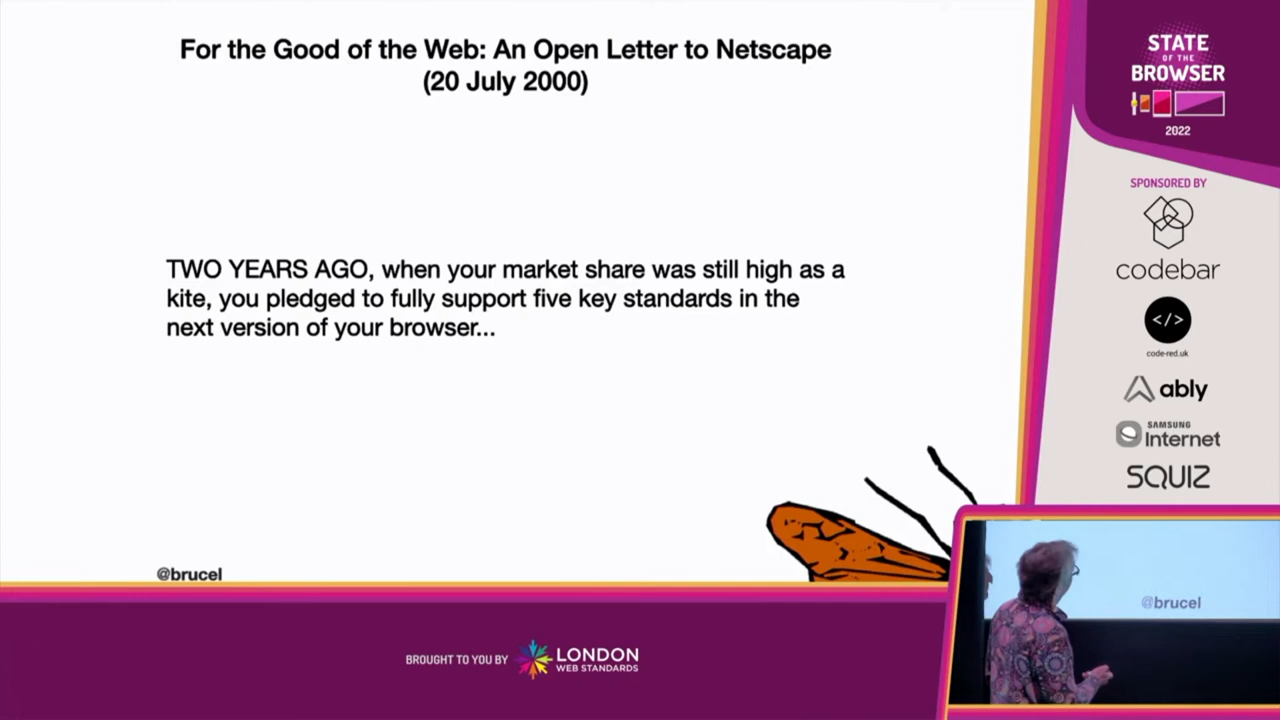 For the Good of the Web: An Open Letter to Netscape
(20 July 2000)
TWO YEARS AGO, when your market share was still high as a
kite, you pledged to fully support five key standards in the
next version of your browser...
@brucel
STATE
OF THE
BROWSER
2022
SPONSORED BY
codebar
</>
code-red.uk
ably
SAMSUNG
Internet
SQUIZ
@brucel
BROUGHT TO YOU BY
LONDON
WEB STANDARDS